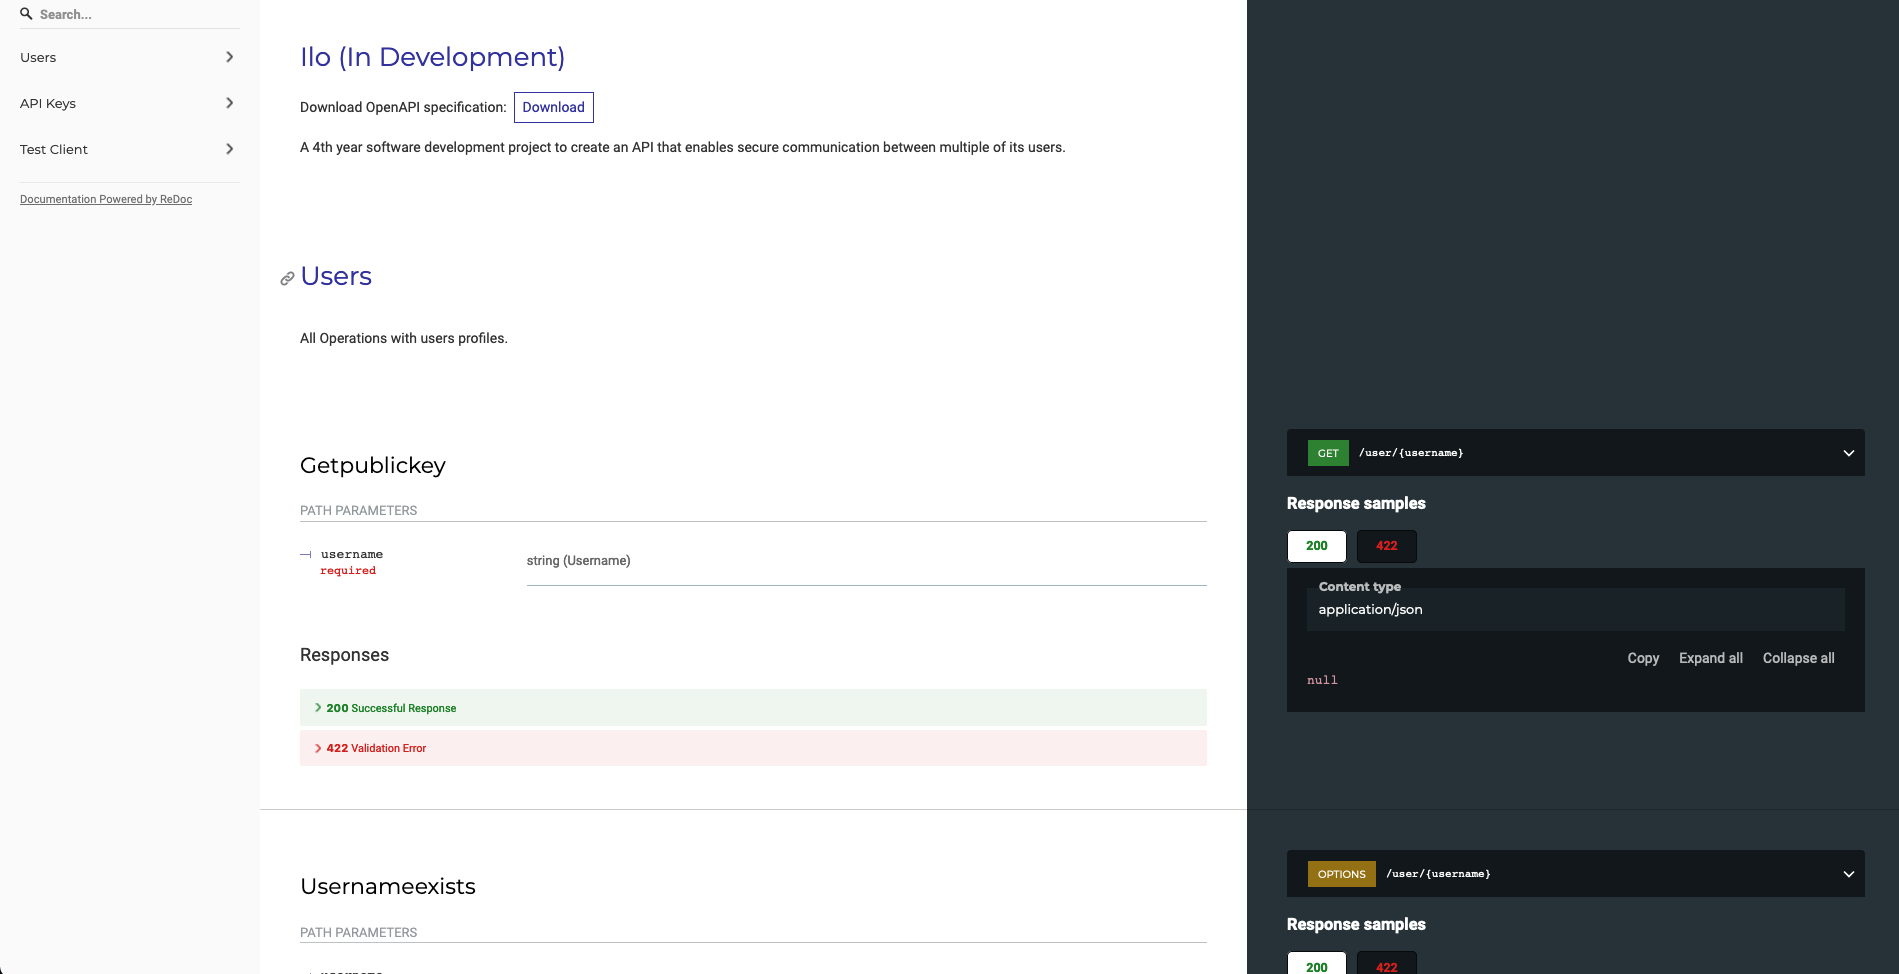 Search...
Users
API Keys
Test Client
Documentation Powered by ReDoc
Ilo (In Development)
Download OpenAPI specification: Download
A 4th year software development project to create an API that enables secure communication between multiple of its users.
Users
All Operations with users profiles.
Getpublickey
PATH PARAMETERS
username
required
string (Username)
Responses
200 Successful Response
422 Validation Error
GET /user/{username}
Response samples
200 422
Content type
application/json
Copy Expand all Collapse all
null
Usernameexists
PATH PARAMETERS
OPTIONS /user/{username}
Response samples
200 422